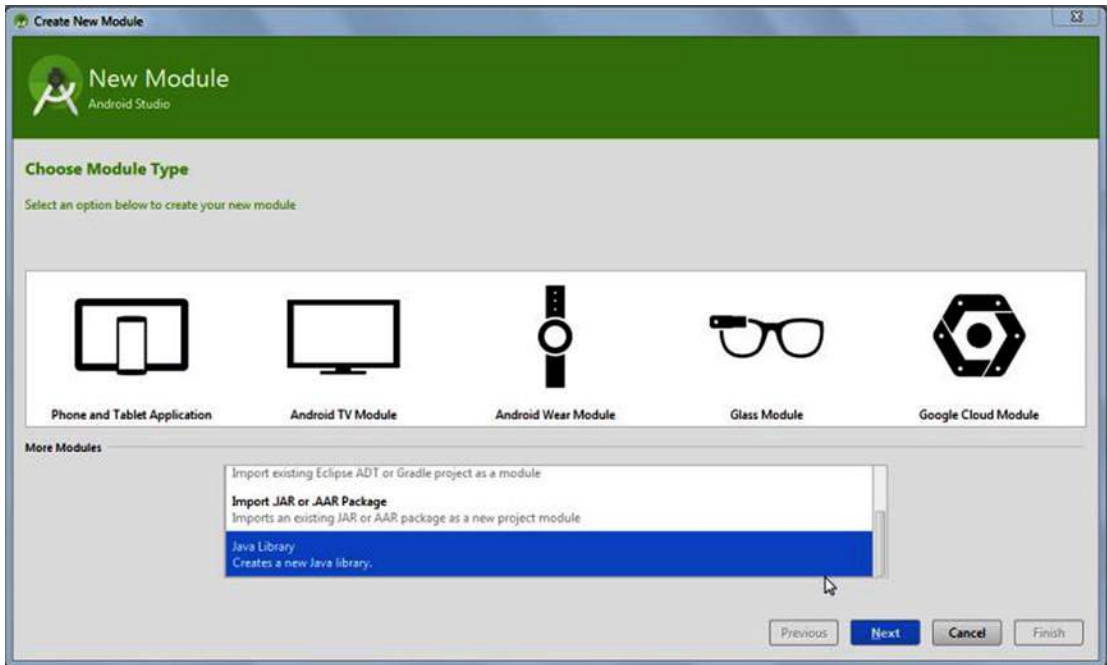 Create New Module
New Module
Android Studio
Choose Module Type
Select an option below to create your new module
Phone and Tablet Application
Android TV Module
Android Wear Module
Glass Module
Google Cloud Module
More Modules
Import existing Eclipse ADT or Gradle project as a module
Import .JAR or .AAR Package
Imports an existing JAR or AAR package as a new project module
Java Library
Creates a new Java library.
Previous
Next
Cancel
Finish